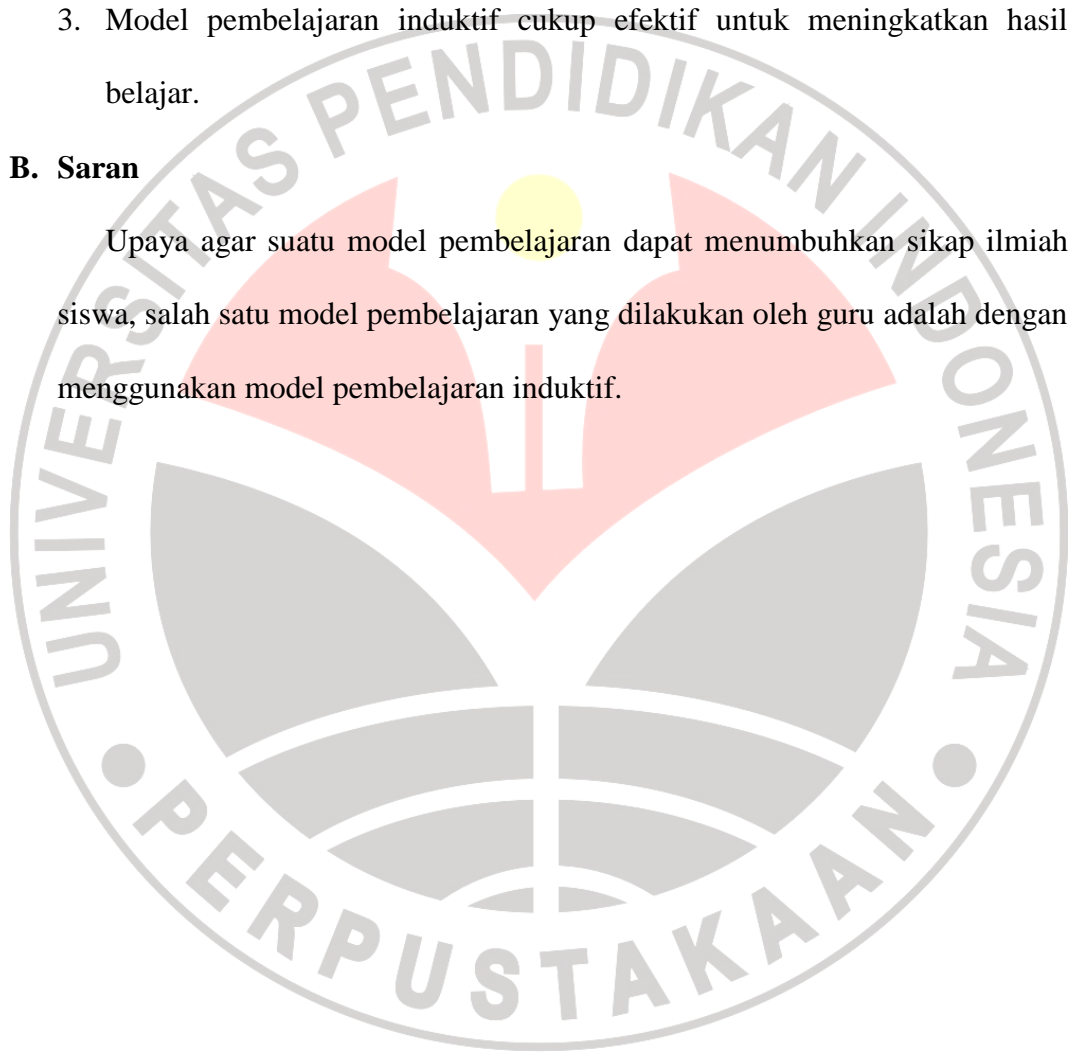 3. Model pembelajaran induktif cukup efektif untuk meningkatkan hasil
belajar.
B. Saran
Upaya agar suatu model pembelajaran dapat menumbuhkan sikap ilmiah
siswa, salah satu model pembelajaran yang dilakukan oleh guru adalah dengan
menggunakan model pembelajaran induktif.
UNIVERSITAS PENDIDIKAN INDONESIA
PERPUSTAKAAN